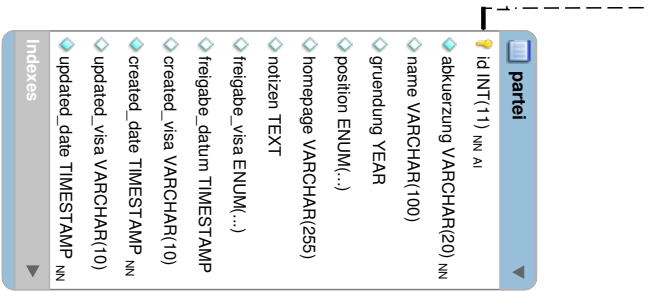 1
partei
id INT(11) NN AI
abkuerzung VARCHAR(20) NN
name VARCHAR(100)
gruendung YEAR
position ENUM(...)
homepage VARCHAR(255)
notizen TEXT
freigabe_visa ENUM(...)
freigabe_datum TIMESTAMP
created_visa VARCHAR(10)
created_date TIMESTAMP NN
updated_visa VARCHAR(10)
updated_date TIMESTAMP NN
Indexes